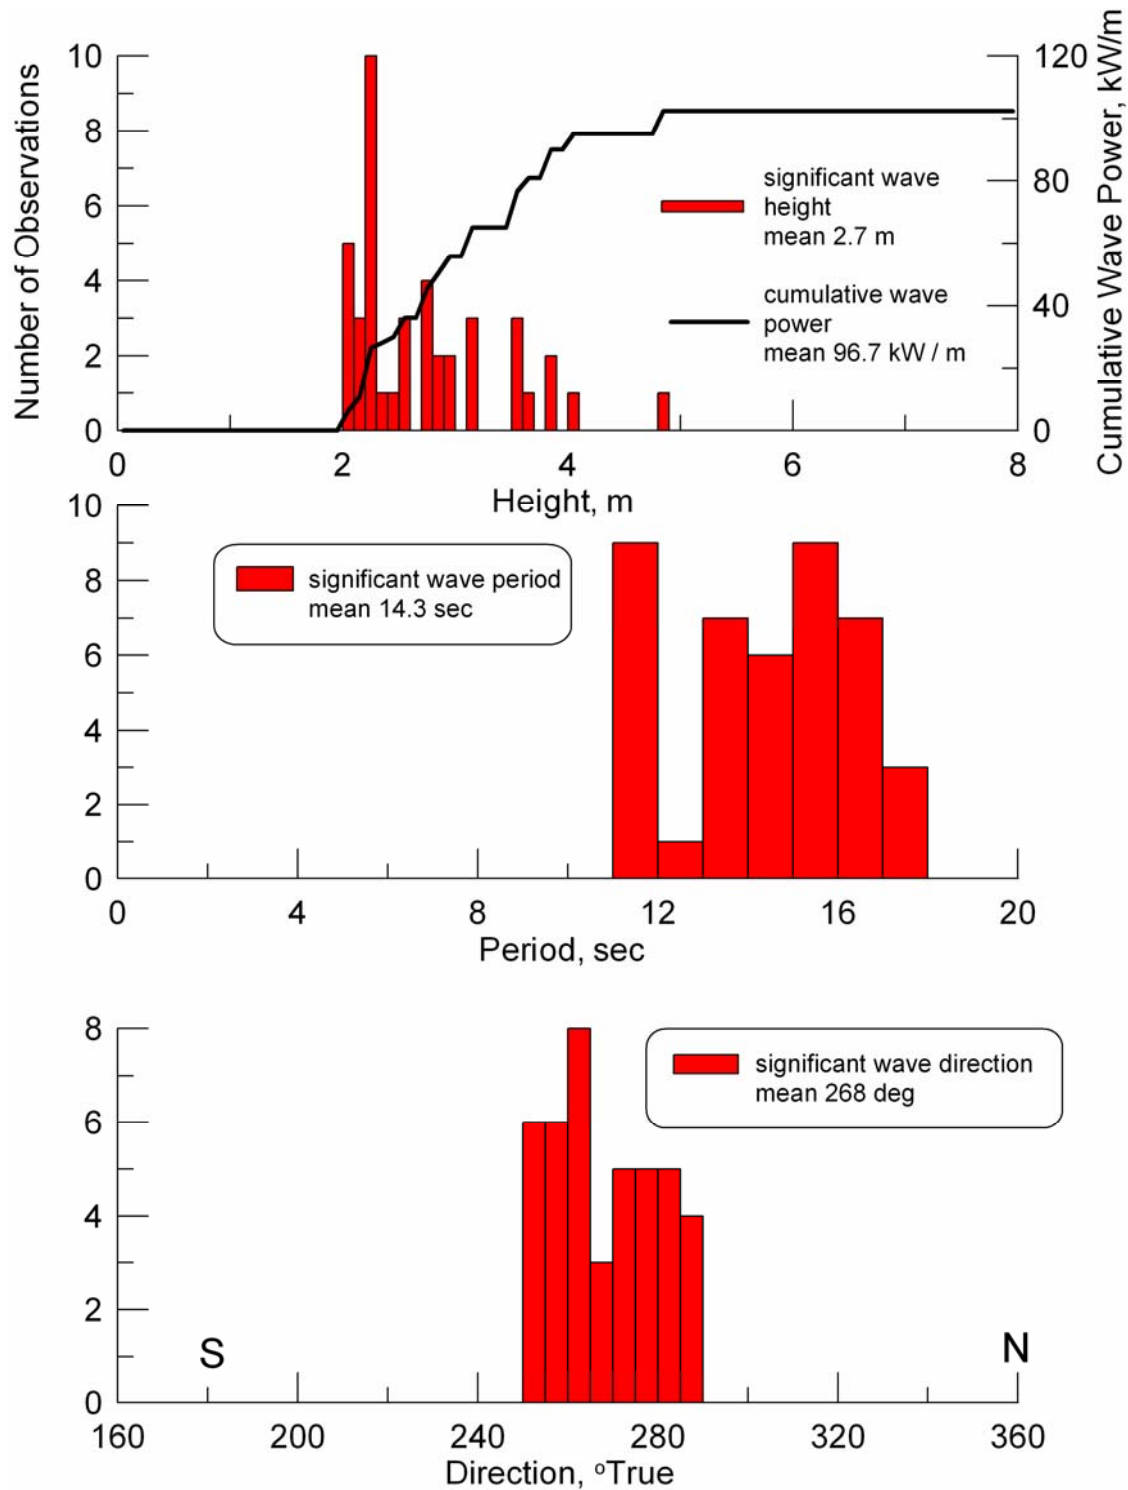 Number of Observations
10
8
6
4
2
0
Cumulative Wave Power, kW/m
120
80
40
0
significant wave
height
mean 2.7 m
cumulative wave
power
mean 96.7 kW / m
0 2 4 6 8
Height, m
10
8
6
4
2
0
significant wave period
mean 14.3 sec
0 4 8 12 16 20
Period, sec
8
6
4
2
0
significant wave direction
mean 268 deg
S N
160 200 240 280 320 360
Direction, ºTrue